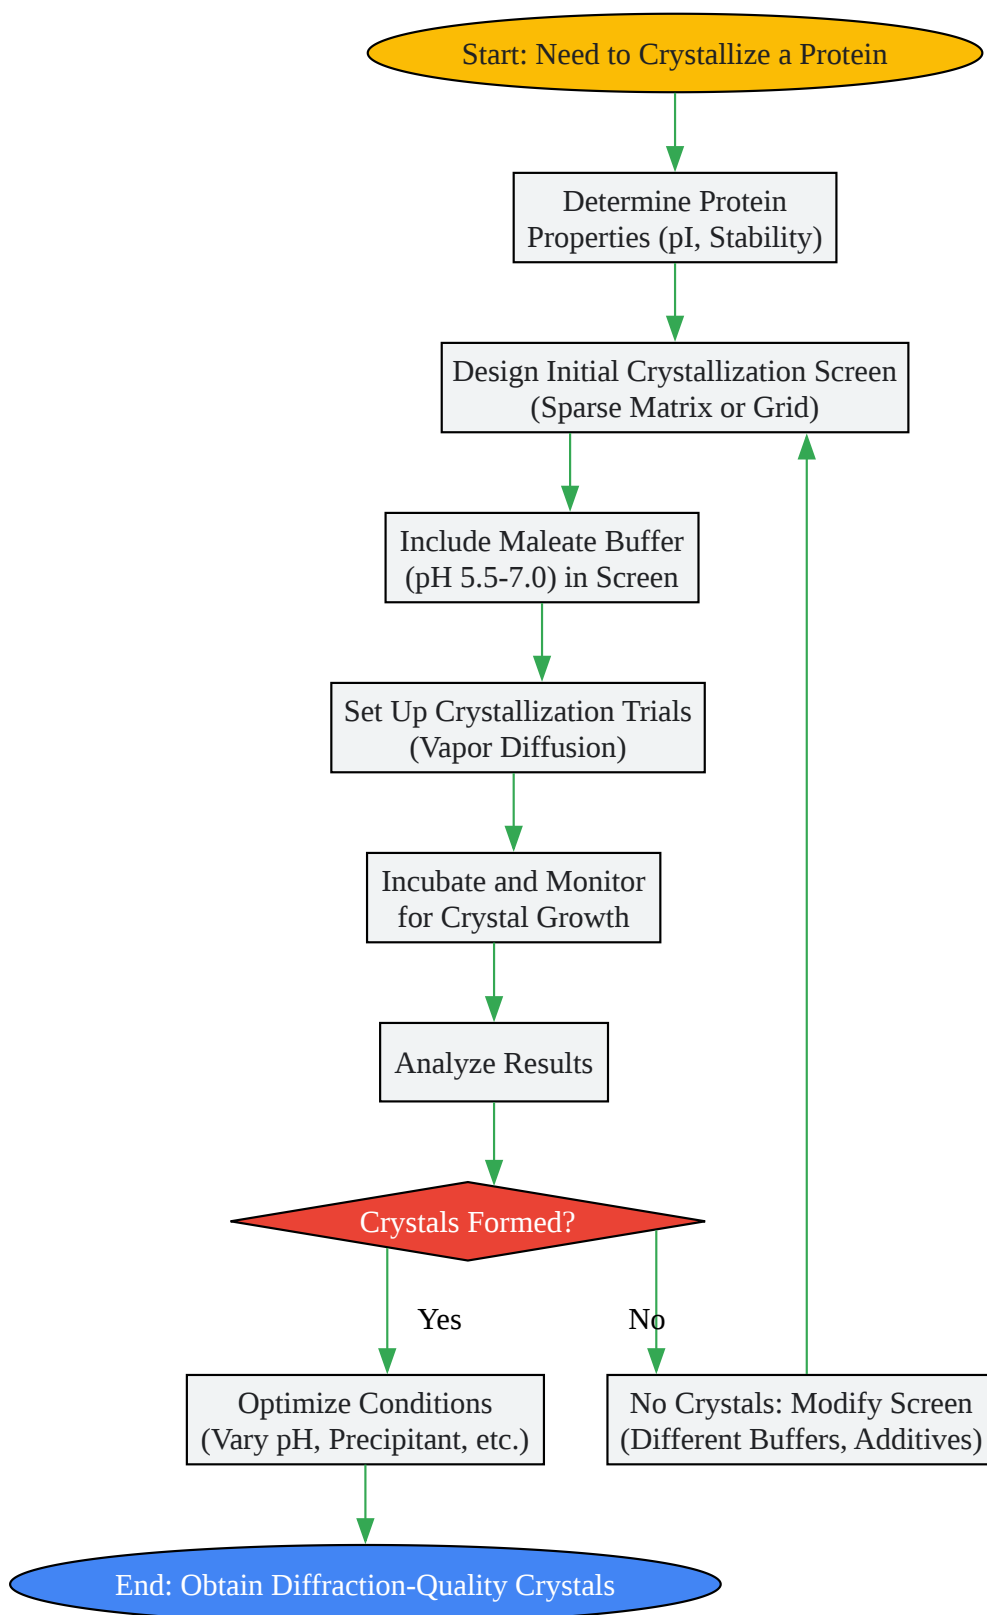 Start: Need to Crystallize a Protein
Determine Protein
Properties (pI, Stability)
Design Initial Crystallization Screen
(Sparse Matrix or Grid)
Include Maleate Buffer
(pH 5.5-7.0) in Screen
Set Up Crystallization Trials
(Vapor Diffusion)
Incubate and Monitor
for Crystal Growth
Analyze Results
Crystals Formed?
Yes
No
Optimize Conditions
(Vary pH, Precipitant, etc.)
No Crystals: Modify Screen
(Different Buffers, Additives)
End: Obtain Diffraction-Quality Crystals